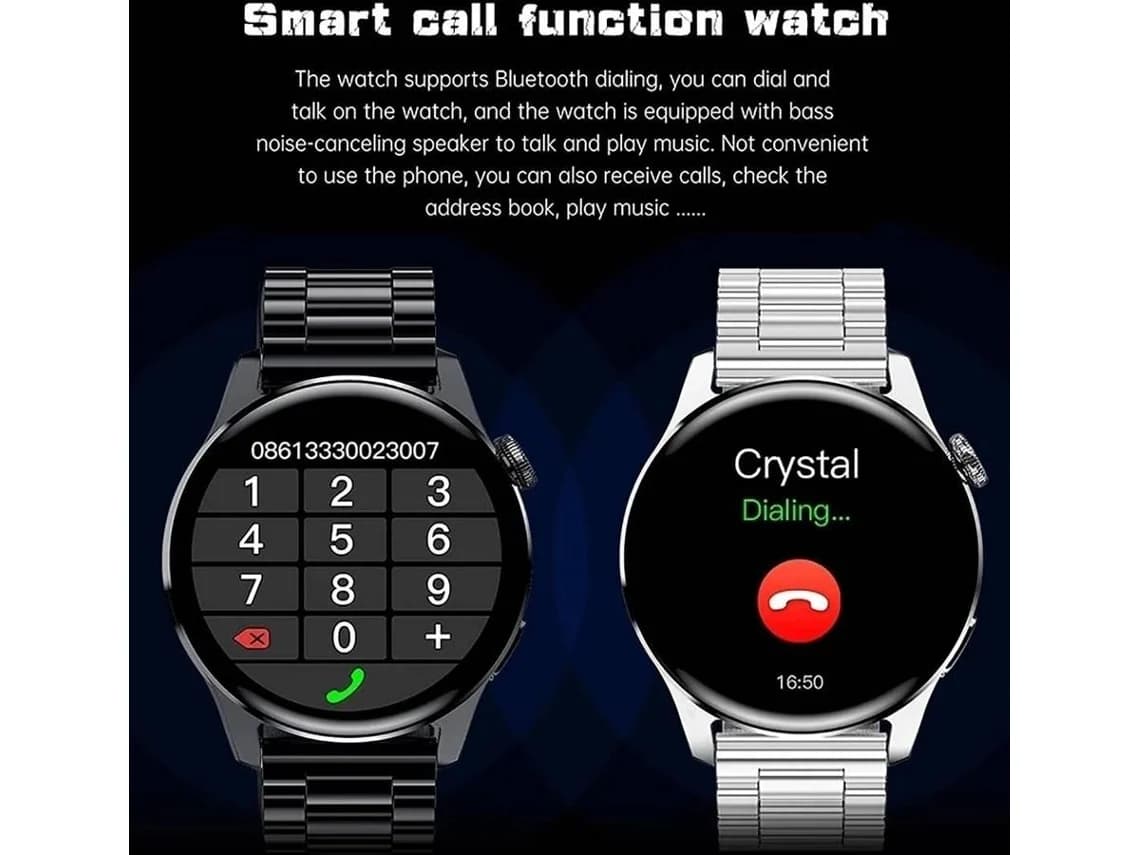 Smart call function watch
The watch supports Bluetooth dialing, you can dial and
talk on the watch, and the watch is equipped with bass
noise-canceling speaker to talk and play music. Not convenient
to use the phone, you can also receive calls, check the
address book, play music ......
08613330023007
1 2 3
4 5 6
7 8 9
0 +
Crystal
Dialing...
16:50